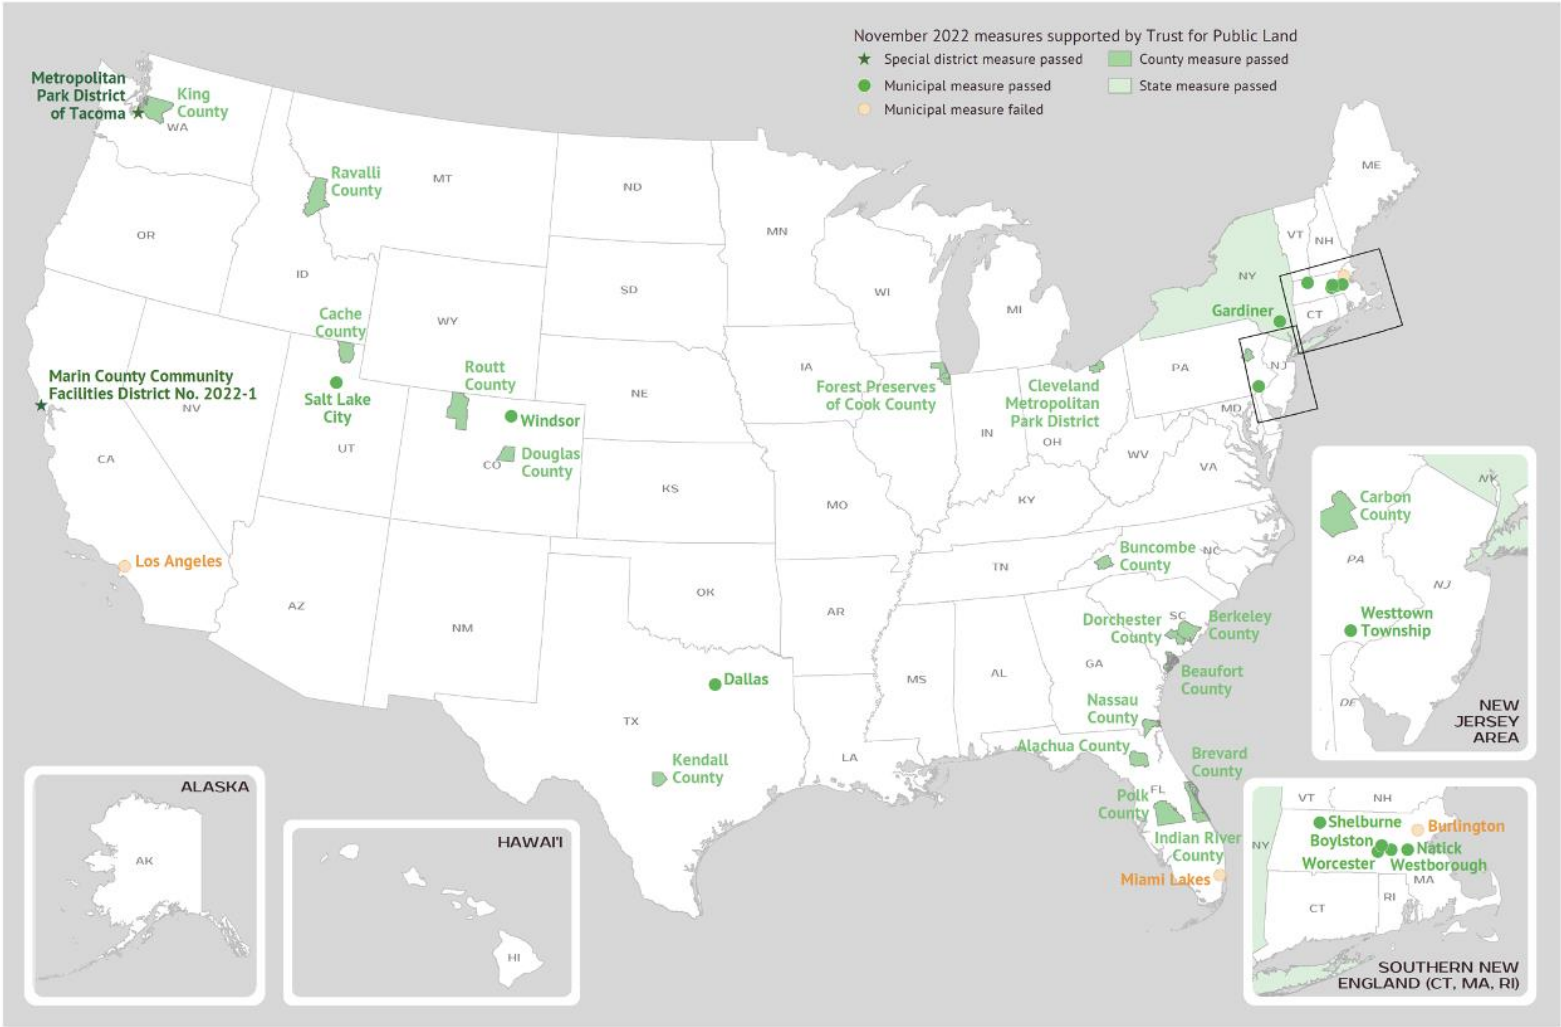 November 2022 measures supported by Trust for Public Land
Special district measure passed
Municipal measure passed
Municipal measure failed
County measure passed
State measure passed
Metropolitan
Park District
of Tacoma
King
County
WA
Ravalli
County
MT
ND
MN
ME
OR
ID
SD
WI
MI
VT
NH
NY
Gardiner
CT
Cache
County
WY
Marin County Community
Facilities District No. 2022-1
NV
Salt Lake
City
Routt
County
Windsor
Douglas
County
CO
UT
CA
NE
IA
Forest Preserves
of Cook County
Cleveland
Metropolitan
Park District
PA
NJ
MD
IN
OH
WV
VA
KS
MO
KY
Los Angeles
AZ
NM
OK
AR
TN
Buncombe
County
NC
SC
Dorchester
County
Berkeley
County
Beaufort
County
GA
AL
MS
Dallas
TX
Kendall
County
LA
Nassau
County
Alachua County
Brevard
County
Polk
County
FL
Indian River
County
Miami Lakes
ALASKA
AK
HAWAI'I
HI
NY
Carbon
County
PA
NJ
Westtown
Township
DE
NEW
JERSEY
AREA
VT
NH
Shelburne
Burlington
Boylston
NY
Natick
Worcester
Westborough
MA
CT
RI
SOUTHERN NEW
ENGLAND (CT, MA, RI)